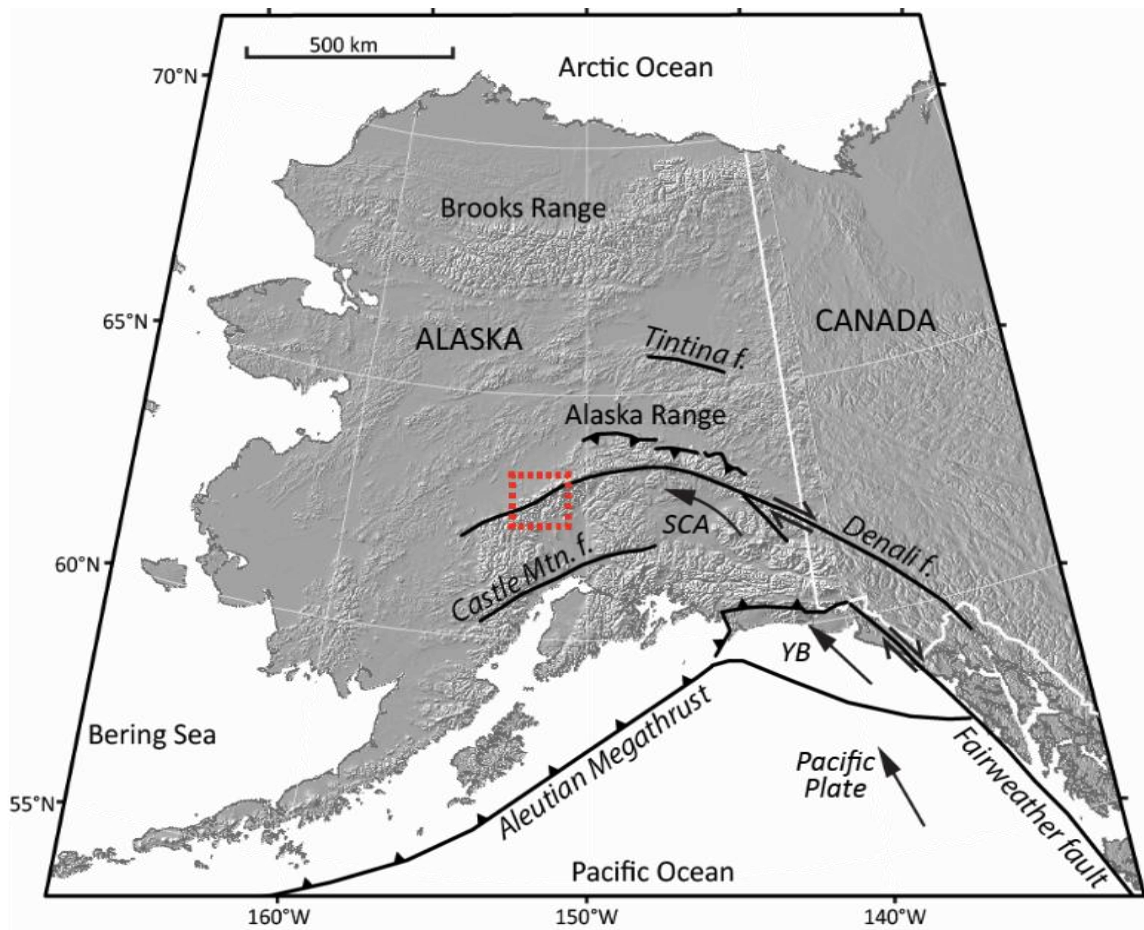 500 km
Arctic Ocean
70°N
Brooks Range
65°N
ALASKA
CANADA
Tintina f.
Alaska Range
SCA
Denali f.
60°N
Castle Mtn. f.
YB
Bering Sea
Aleutian Megathrust
Pacific
Plate
Fairweather fault
55°N
Pacific Ocean
160°W
150°W
140°W